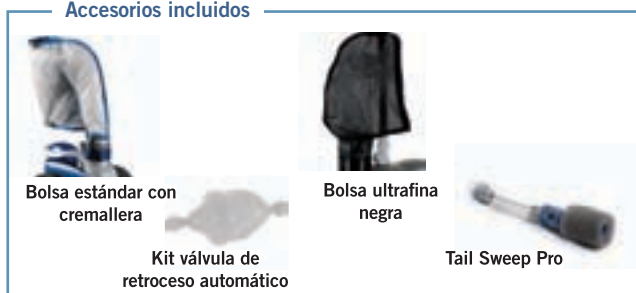 Accesorios incluidos
Bolsa estándar con
cremallera
Bolsa ultrafina
negra
Kit válvula de
retroceso automático
Tail Sweep Pro